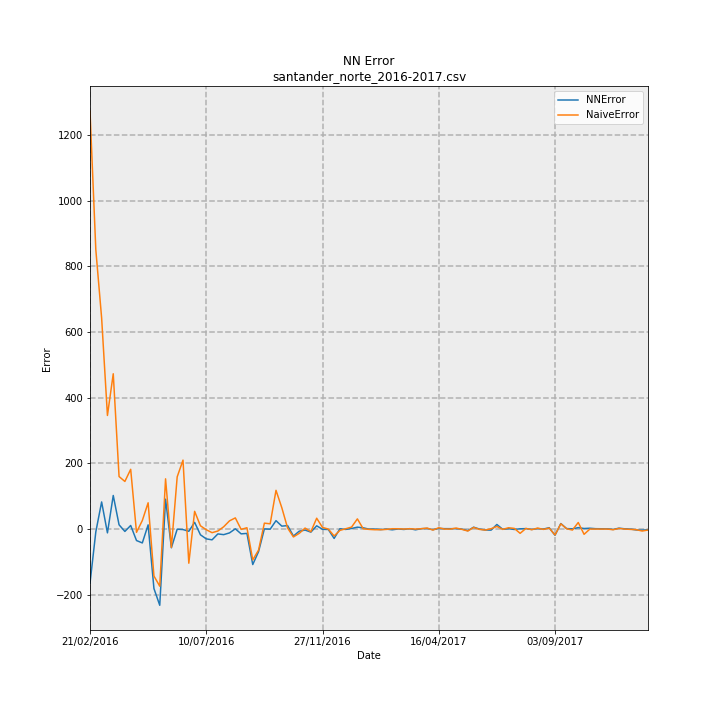 NN Error
santander_norte_2016-2017.csv
NNError
NaiveError
1200
1000
800
600
400
200
0
−200
Error
21/02/2016
10/07/2016
27/11/2016
16/04/2017
03/09/2017
Date